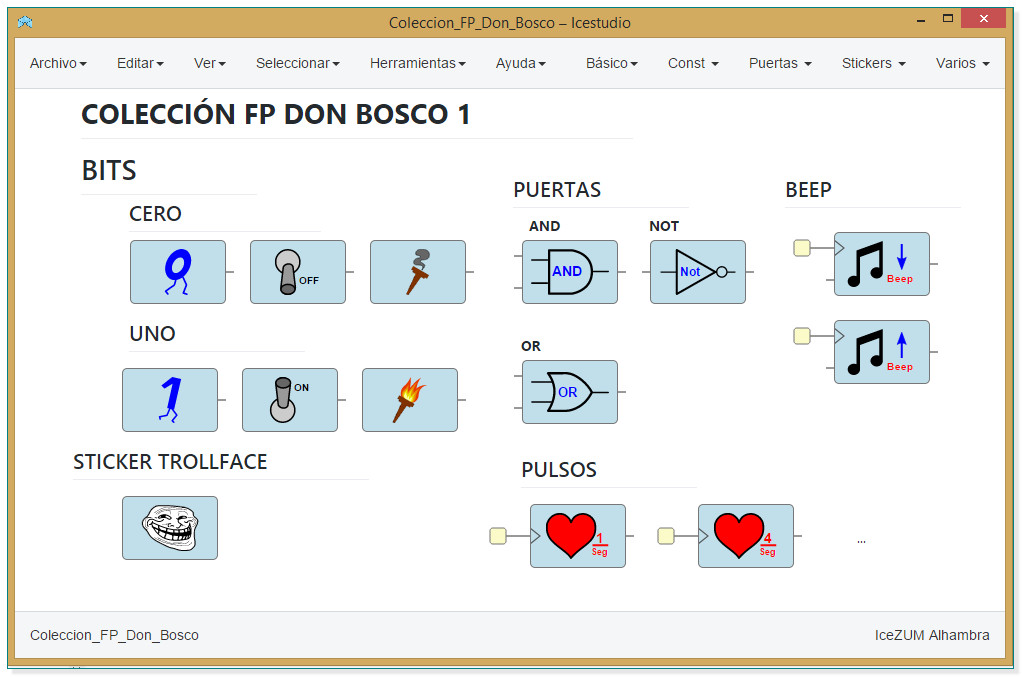 Coleccion_FP_Don_Bosco – Icestudio
Archivo Editar Ver Seleccionar Herramientas Ayuda Básico Const Puertas Stickers Varios
COLECCIÓN FP DON BOSCO 1
BITS
CERO
0
OFF
UNO
1
ON
STICKER TROLLFACE
PUERTAS
AND
AND
NOT
Not
OR
OR
PULSOS
1
Seg
4
Seg
...
BEEP
Beep
Beep
Coleccion_FP_Don_Bosco
IceZUM Alhambra